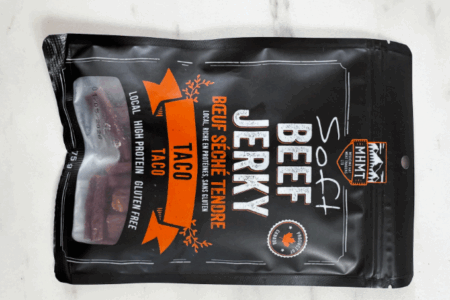 MHMT
Soft
BEEF
JERKY
BŒUF SÉCHÉ TENDRE
LOCAL, RICHE EN PROTÉINES, SANS GLUTEN
TACO
TACO
LOCAL HIGH PROTEIN GLUTEN FREE
75 g